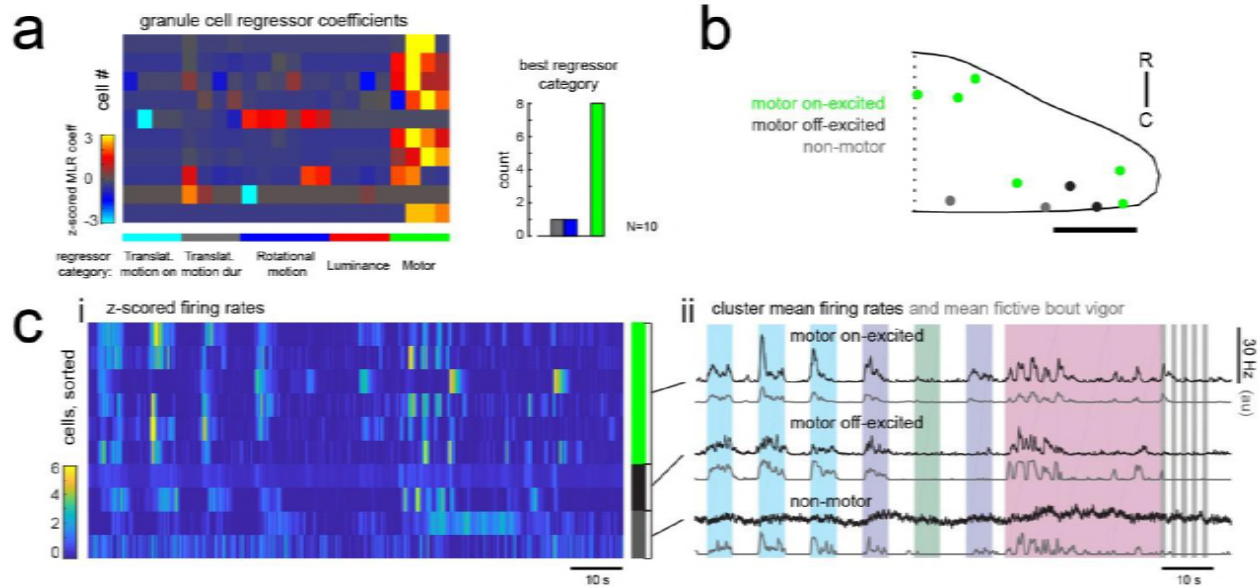 a
granule cell regressor coefficients
cell #
z-scored MLR coeff
3
0
-3
regressor category:
Translat. motion on
Translat. motion dur
Rotational motion
Luminance
Motor
best regressor
category
8
6
4
2
0
count
N=10
b
motor on-excited
motor off-excited
non-motor
R
C
c
i
z-scored firing rates
cells, sorted
6
4
2
0
10 s
ii
cluster mean firing rates and mean fictive bout vigor
motor on-excited
motor off-excited
non-motor
30 Hz
(au)
10 s